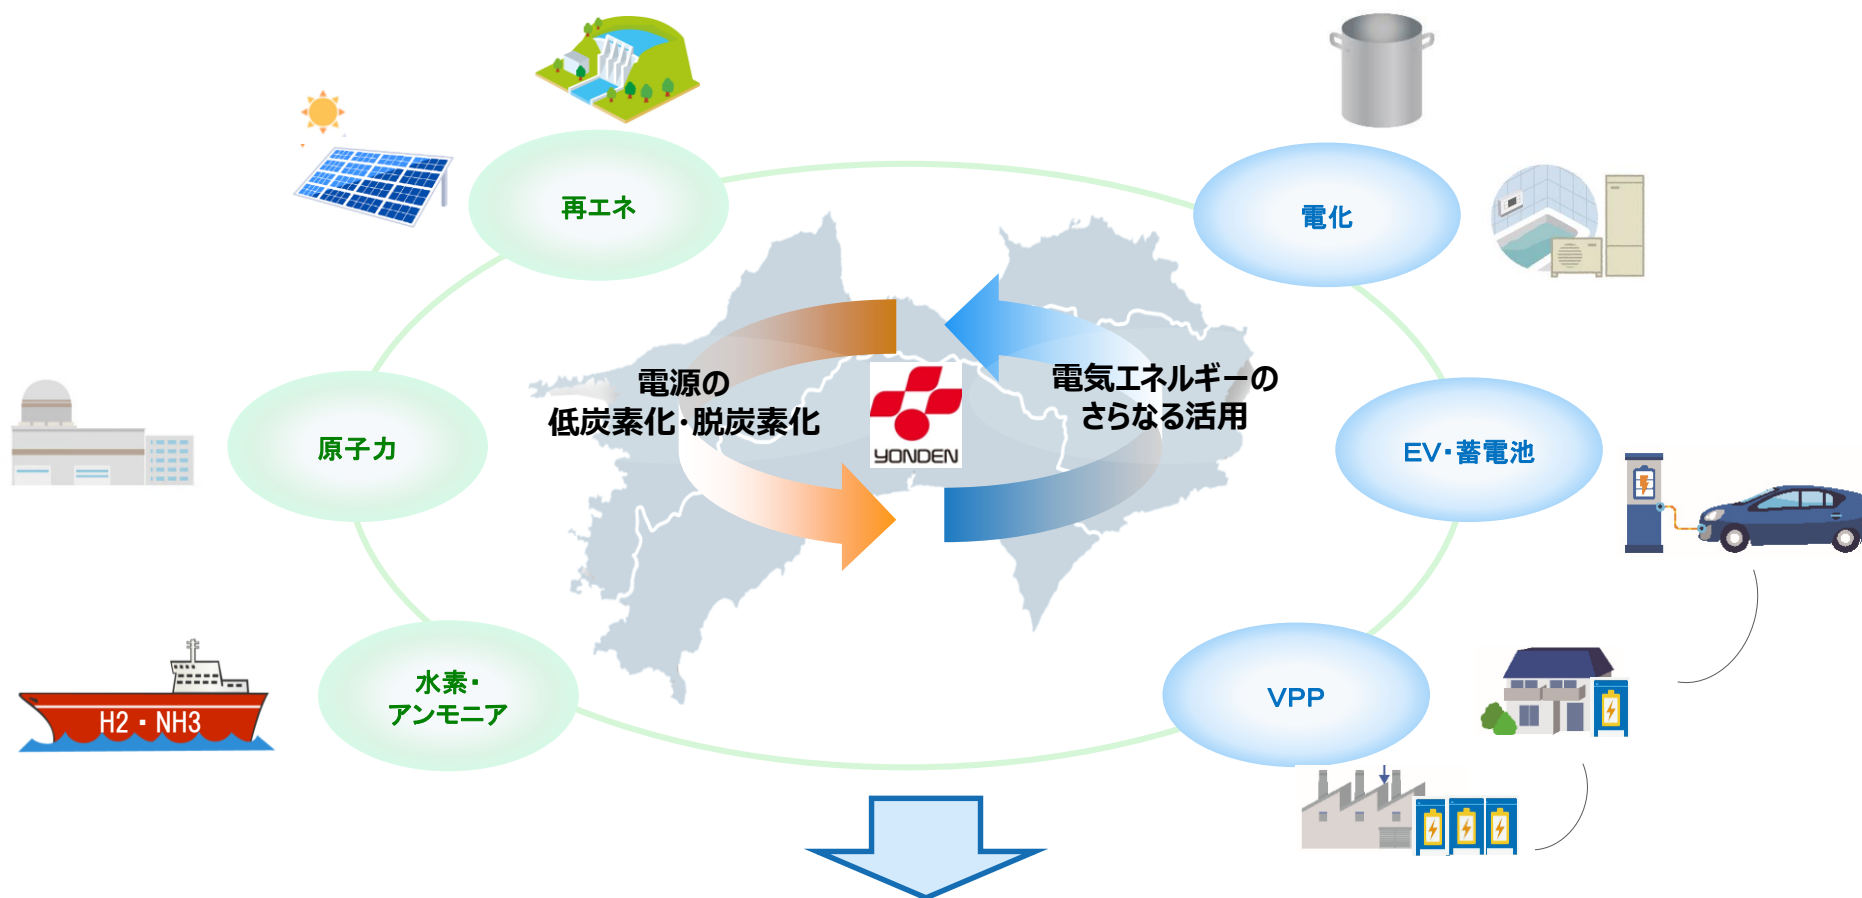 再エネ
電化
電源の
低炭素化・脱炭素化
電気エネルギーの
さらなる活用
YONDEN
原子力
EV・蓄電池
水素・
アンモニア
H2・NH3
VPP